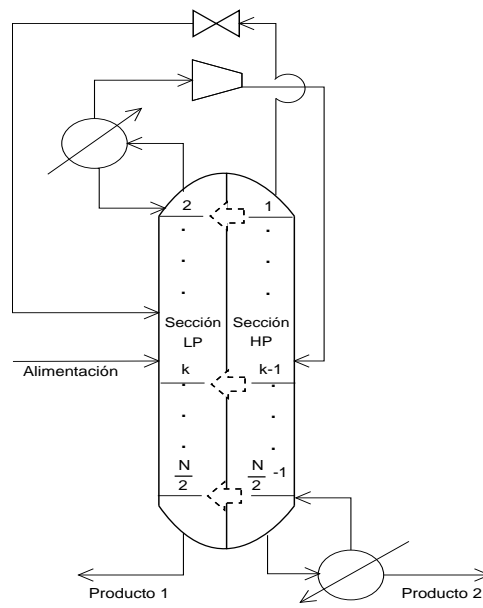 2 1
Sección Sección
LP HP
Alimentación
k k-1
N/2 N/2 -1
Producto 1 Producto 2